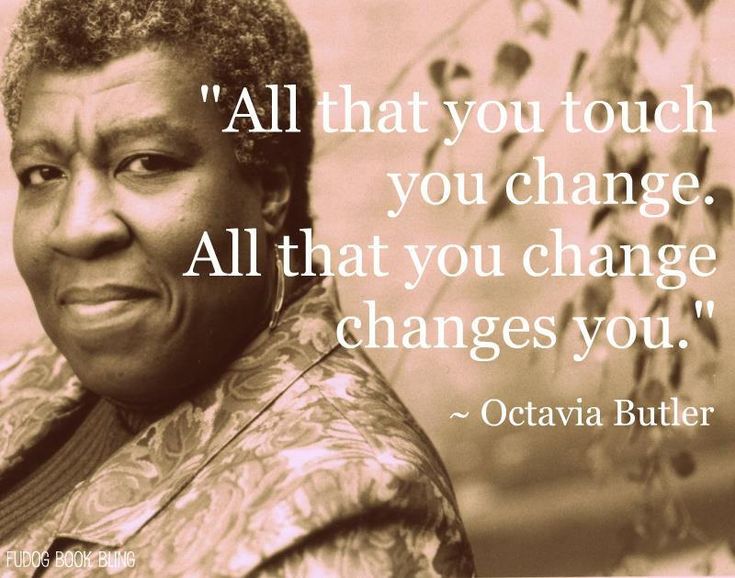 "All that you touch
you change.
All that you change
changes you."
~ Octavia Butler
FUDOG BOOK BLING